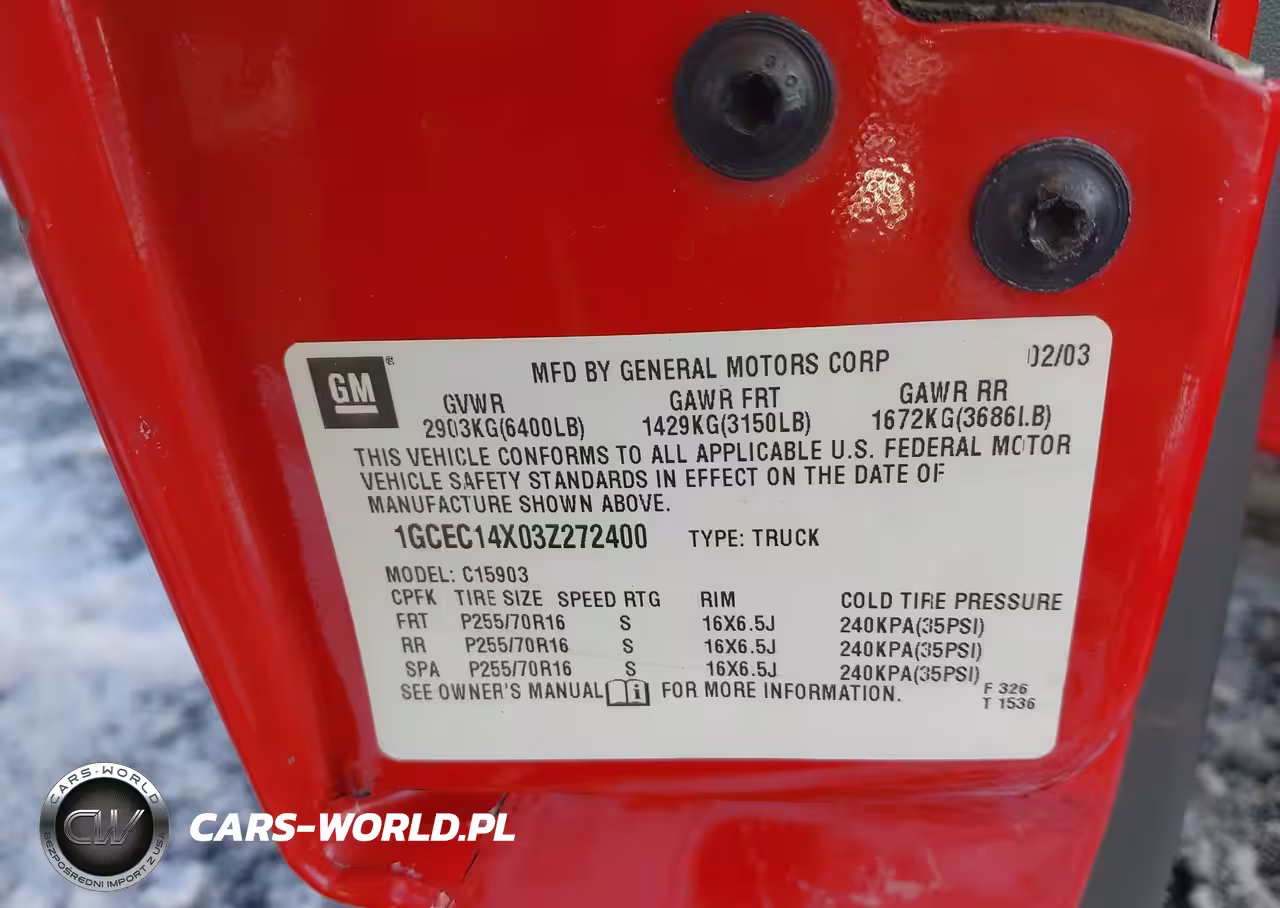 GM
MFD BY GENERAL MOTORS CORP 02/03
GVWR GAWR FRT GAWR RR
2903KG(6400LB) 1429KG(3150LB) 1672KG(3686LB)
THIS VEHICLE CONFORMS TO ALL APPLICABLE U.S. FEDERAL MOTOR
VEHICLE SAFETY STANDARDS IN EFFECT ON THE DATE OF
MANUFACTURE SHOWN ABOVE.
1GCEC14X03Z272400 TYPE: TRUCK
MODEL: C15903
CPFK TIRE SIZE SPEED RTG RIM COLD TIRE PRESSURE
FRT P255/70R16 S 16X6.5J 240KPA(35PSI)
RR P255/70R16 S 16X6.5J 240KPA(35PSI)
SPA P255/70R16 S 16X6.5J 240KPA(35PSI)
SEE OWNER'S MANUAL i FOR MORE INFORMATION.
F 326
T 1536
CARS-WORLD
CW
BEZPOŚREDNI IMPORT Z USA
CARS-WORLD.PL